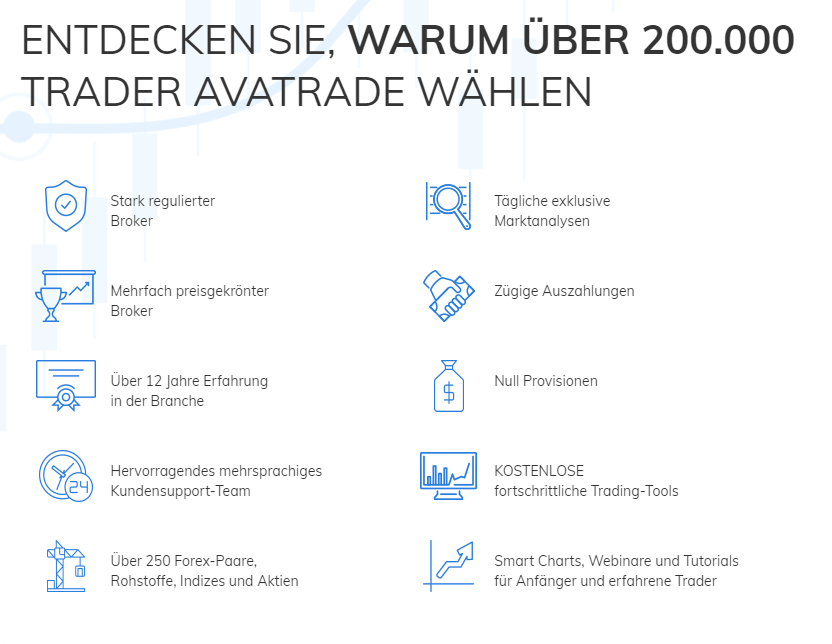 ENTDECKEN SIE, WARUM ÜBER 200.000
TRADER AVATRADE WÄHLEN
Stark regulierter
Broker
Mehrfach preisgekrönter
Broker
Über 12 Jahre Erfahrung
in der Branche
24
Hervorragendes mehrsprachiges
Kundensupport-Team
Über 250 Forex-Paare,
Rohstoffe, Indizes und Aktien
Tägliche exklusive
Marktanalysen
Zügige Auszahlungen
$
Null Provisionen
KOSTENLOSE
fortschrittliche Trading-Tools
Smart Charts, Webinare und Tutorials
für Anfänger und erfahrene Trader